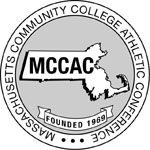 MASSACHUSETTS COMMUNITY COLLEGE ATHLETIC CONFERENCE
MCCAC
FOUNDED 1969